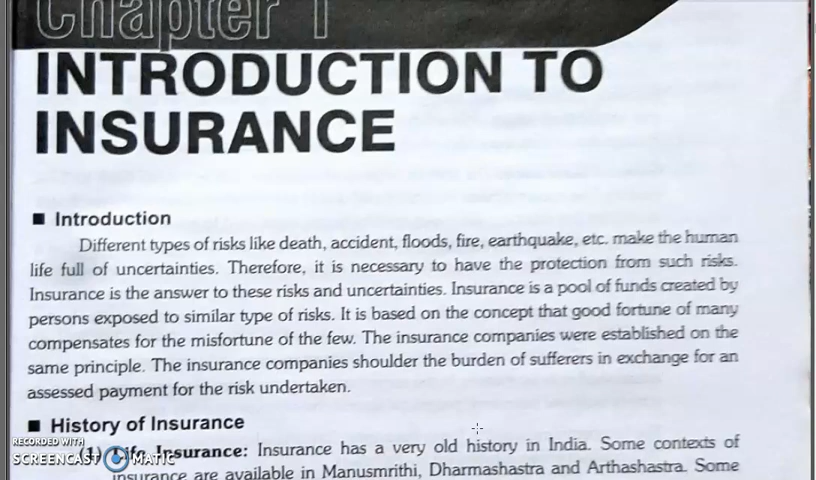 Chapter 1
INTRODUCTION TO
INSURANCE
■ Introduction
Different types of risks like death, accident, floods, fire, earthquake, etc. make the human
life full of uncertainties. Therefore, it is necessary to have the protection from such risks.
Insurance is the answer to these risks and uncertainties. Insurance is a pool of funds created by
persons exposed to similar type of risks. It is based on the concept that good fortune of many
compensates for the misfortune of the few. The insurance companies were established on the
same principle. The insurance companies shoulder the burden of sufferers in exchange for an
assessed payment for the risk undertaken.
■ History of Insurance
(1) Life Insurance: Insurance has a very old history in India. Some contexts of
insurance are available in Manusmrithi, Dharmashastra and Arthashastra. Some
RECORDED WITH
SCREENCAST MATIC